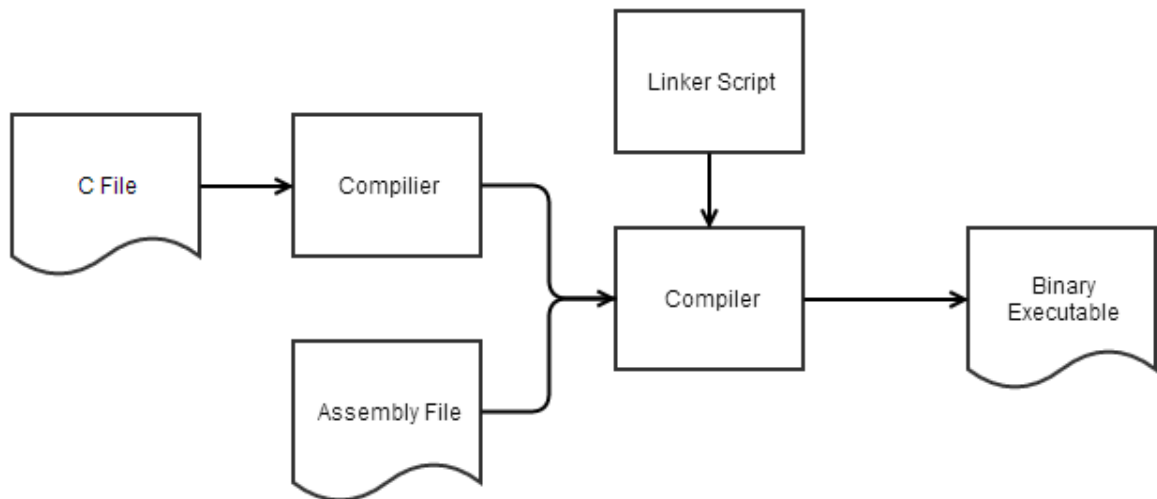 Linker Script
C File
Compilier
Compiler
Binary
Executable
Assembly File